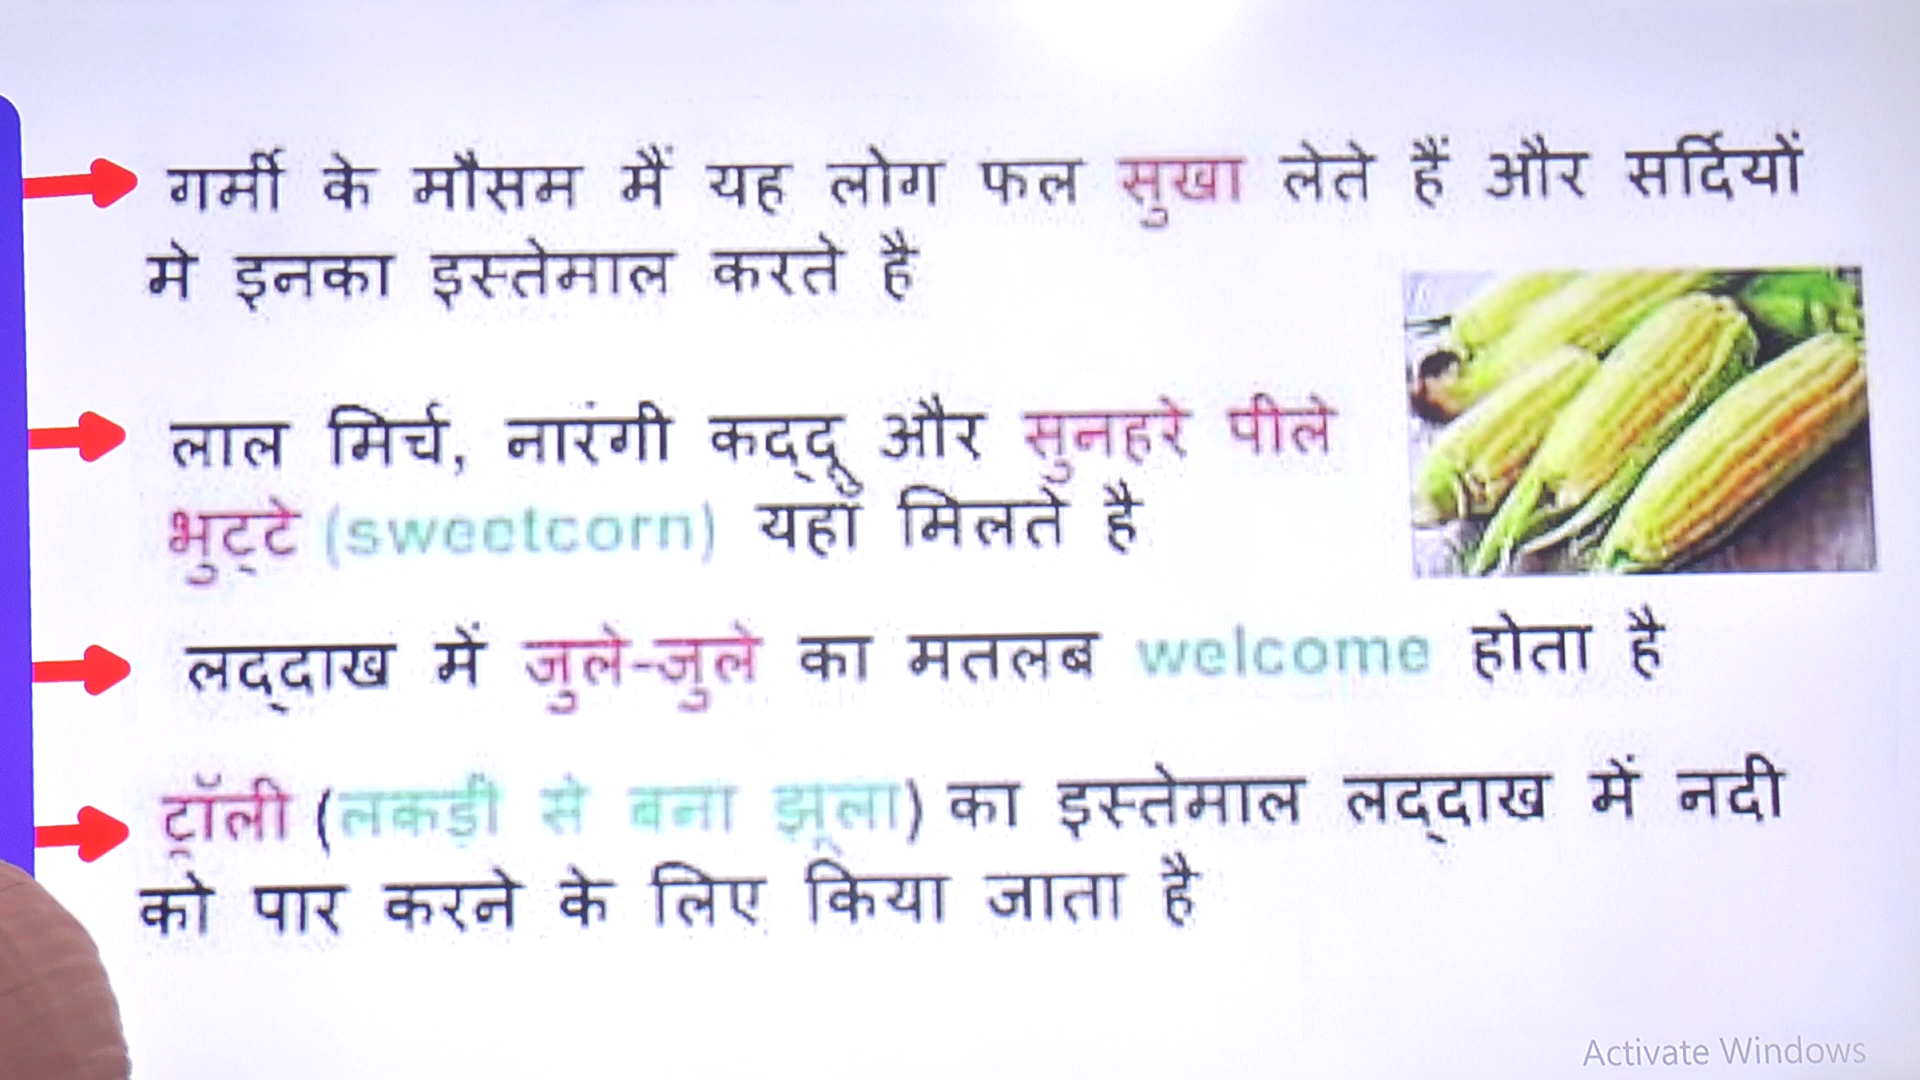 गर्मी के मौसम मैं यह लोग फल सुखा लेते हैं और सर्दियों
मे इनका इस्तेमाल करते है
लाल मिर्च, नारंगी कद्दू और सुनहरे पीले
भुट्टे (sweetcorn) यहाँ मिलते है
लद्दाख में जुले-जुले का मतलब welcome होता है
ट्रॉली (लकडी से बना झूला) का इस्तेमाल लद्दाख में नदी
को पार करने के लिए किया जाता है
Activate Windows